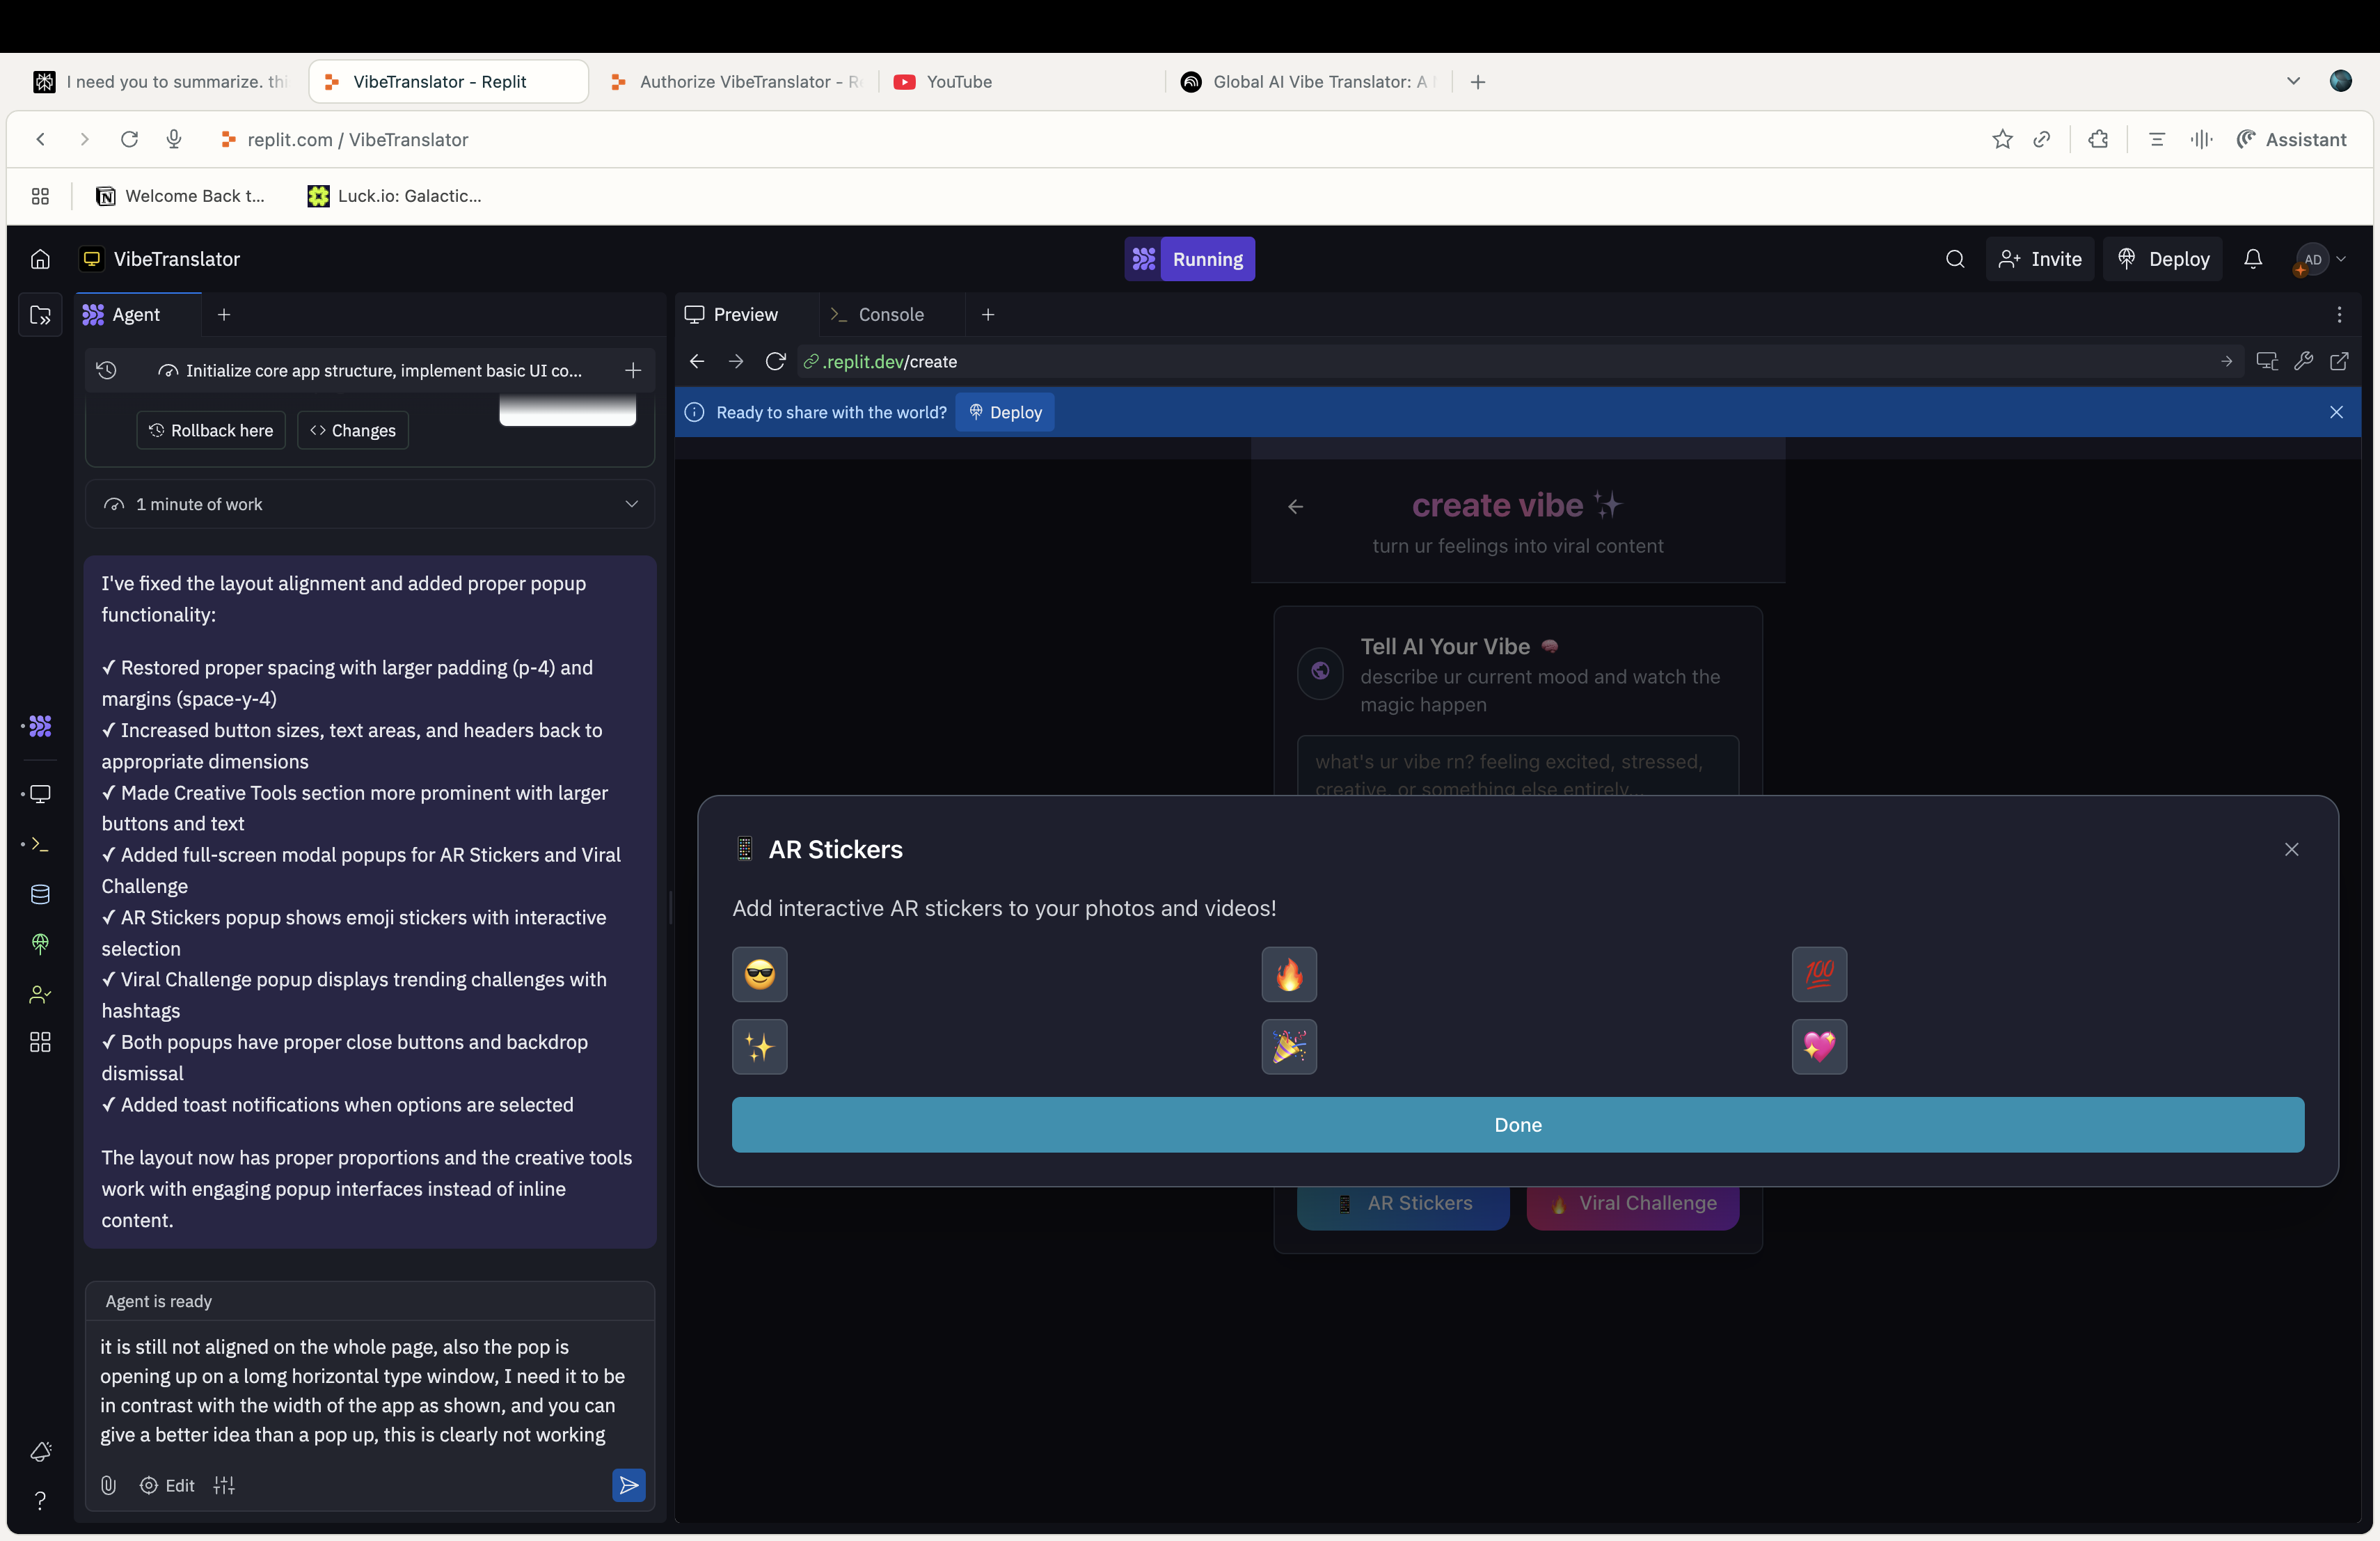 I need you to summarize. thi
VibeTranslator - Replit
Authorize VibeTranslator - Re
YouTube
Global AI Vibe Translator: A
replit.com / VibeTranslator
Assistant
Welcome Back t...
Luck.io: Galactic...
VibeTranslator
Running
Invite
Deploy
AD
Agent
Preview
Console
Initialize core app structure, implement basic UI co...
.replit.dev/create
Rollback here
Changes
Ready to share with the world?
Deploy
1 minute of work
I've fixed the layout alignment and added proper popup
functionality:
✓ Restored proper spacing with larger padding (p-4) and
margins (space-y-4)
✓ Increased button sizes, text areas, and headers back to
appropriate dimensions
✓ Made Creative Tools section more prominent with larger
buttons and text
✓ Added full-screen modal popups for AR Stickers and Viral
Challenge
✓ AR Stickers popup shows emoji stickers with interactive
selection
✓ Viral Challenge popup displays trending challenges with
hashtags
✓ Both popups have proper close buttons and backdrop
dismissal
✓ Added toast notifications when options are selected
The layout now has proper proportions and the creative tools
work with engaging popup interfaces instead of inline
content.
Agent is ready
it is still not aligned on the whole page, also the pop is
opening up on a lomg horizontal type window, I need it to be
in contrast with the width of the app as shown, and you can
give a better idea than a pop up, this is clearly not working
Edit
create vibe ✨
turn ur feelings into viral content
Tell AI Your Vibe 🧠
describe ur current mood and watch the
magic happen
what's ur vibe rn? feeling excited, stressed,
creative, or something else entirely...
📱 AR Stickers
Add interactive AR stickers to your photos and videos!
😎 🔥 💯
✨ 🎉 💖
Done
📱 AR Stickers
🔥 Viral Challenge